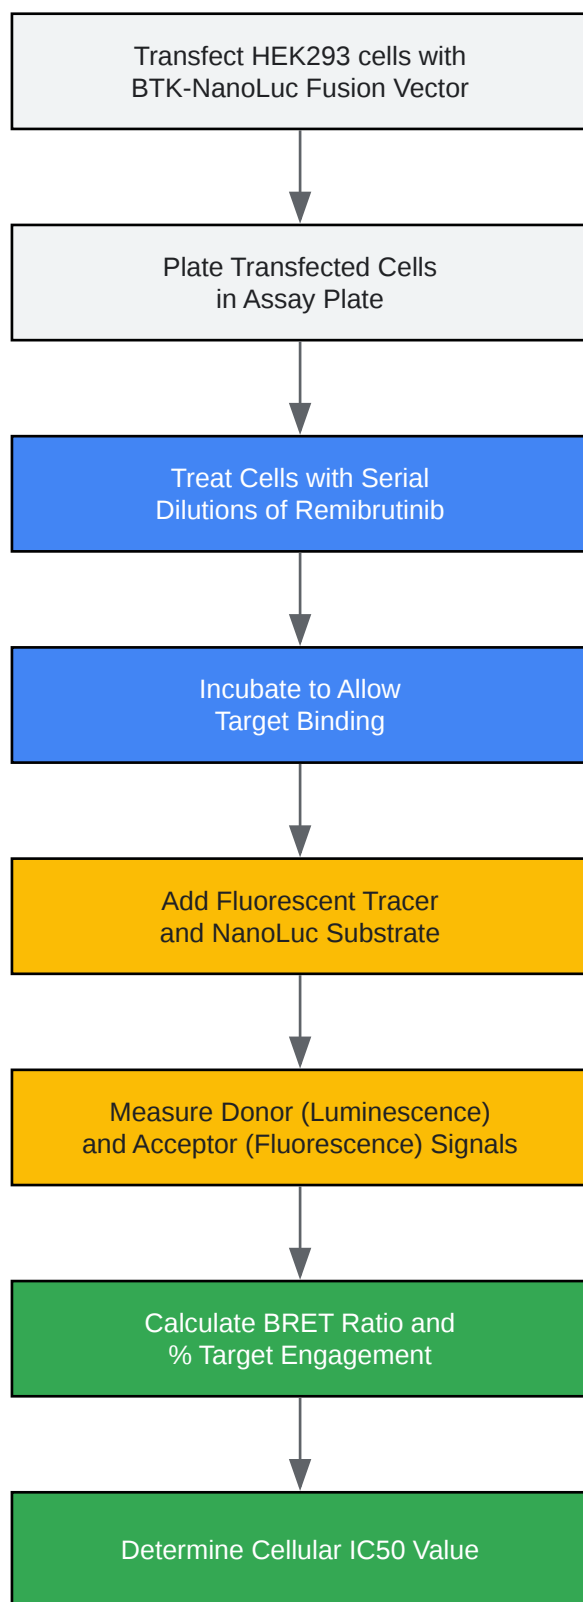 Transfect HEK293 cells with
BTK-NanoLuc Fusion Vector
Plate Transfected Cells
in Assay Plate
Treat Cells with Serial
Dilutions of Remibrutinib
Incubate to Allow
Target Binding
Add Fluorescent Tracer
and NanoLuc Substrate
Measure Donor (Luminescence)
and Acceptor (Fluorescence) Signals
Calculate BRET Ratio and
% Target Engagement
Determine Cellular IC50 Value